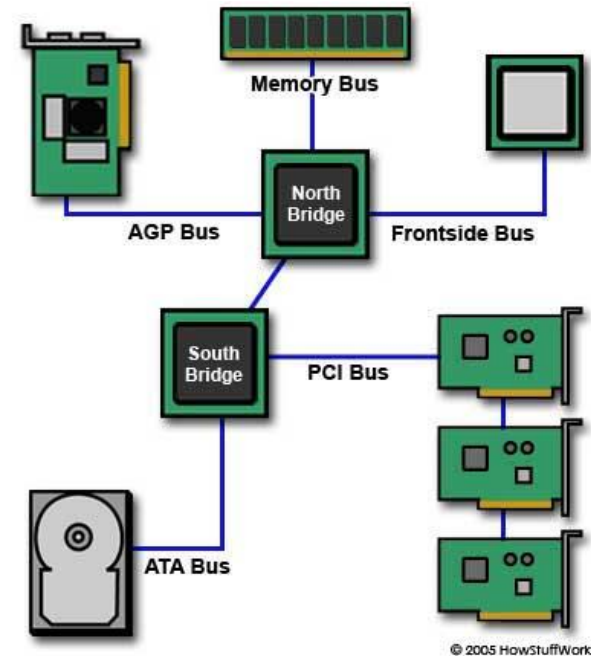 Memory Bus
North
Bridge
AGP Bus
Frontside Bus
South
Bridge
PCI Bus
ATA Bus
© 2005 HowStuffWork